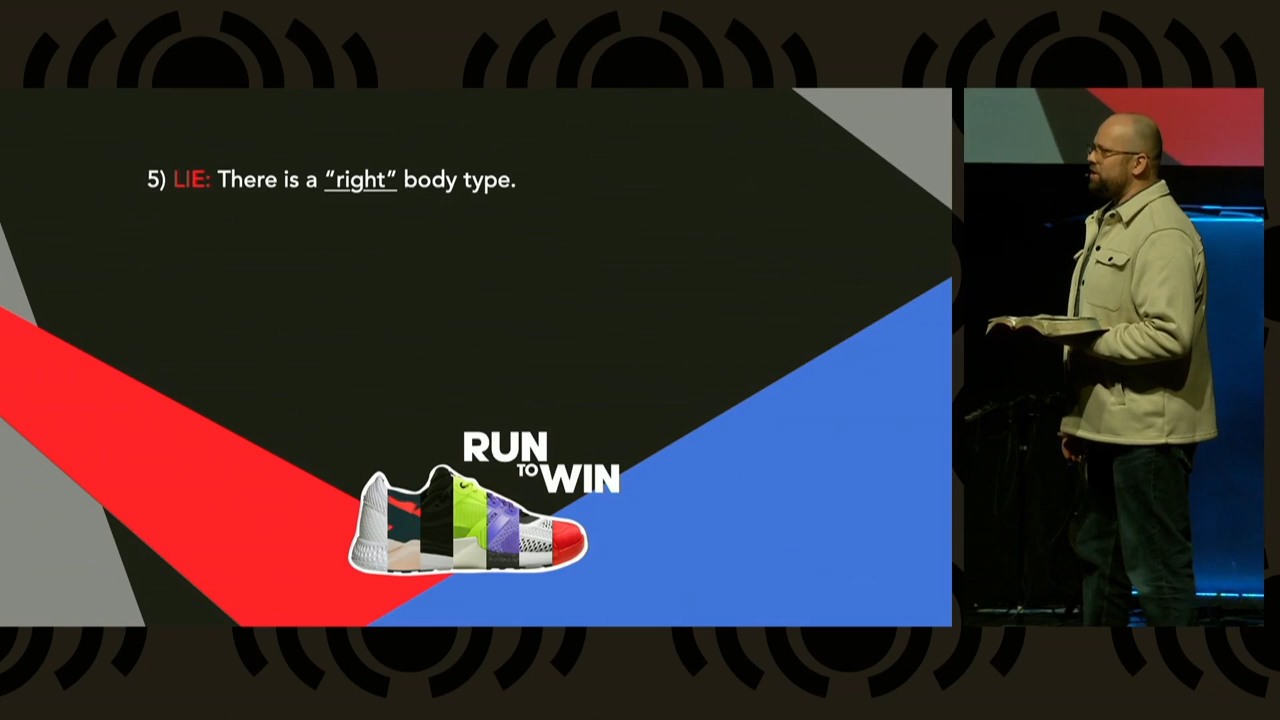 5) LIE: There is a “right” body type.
RUN
TO WIN